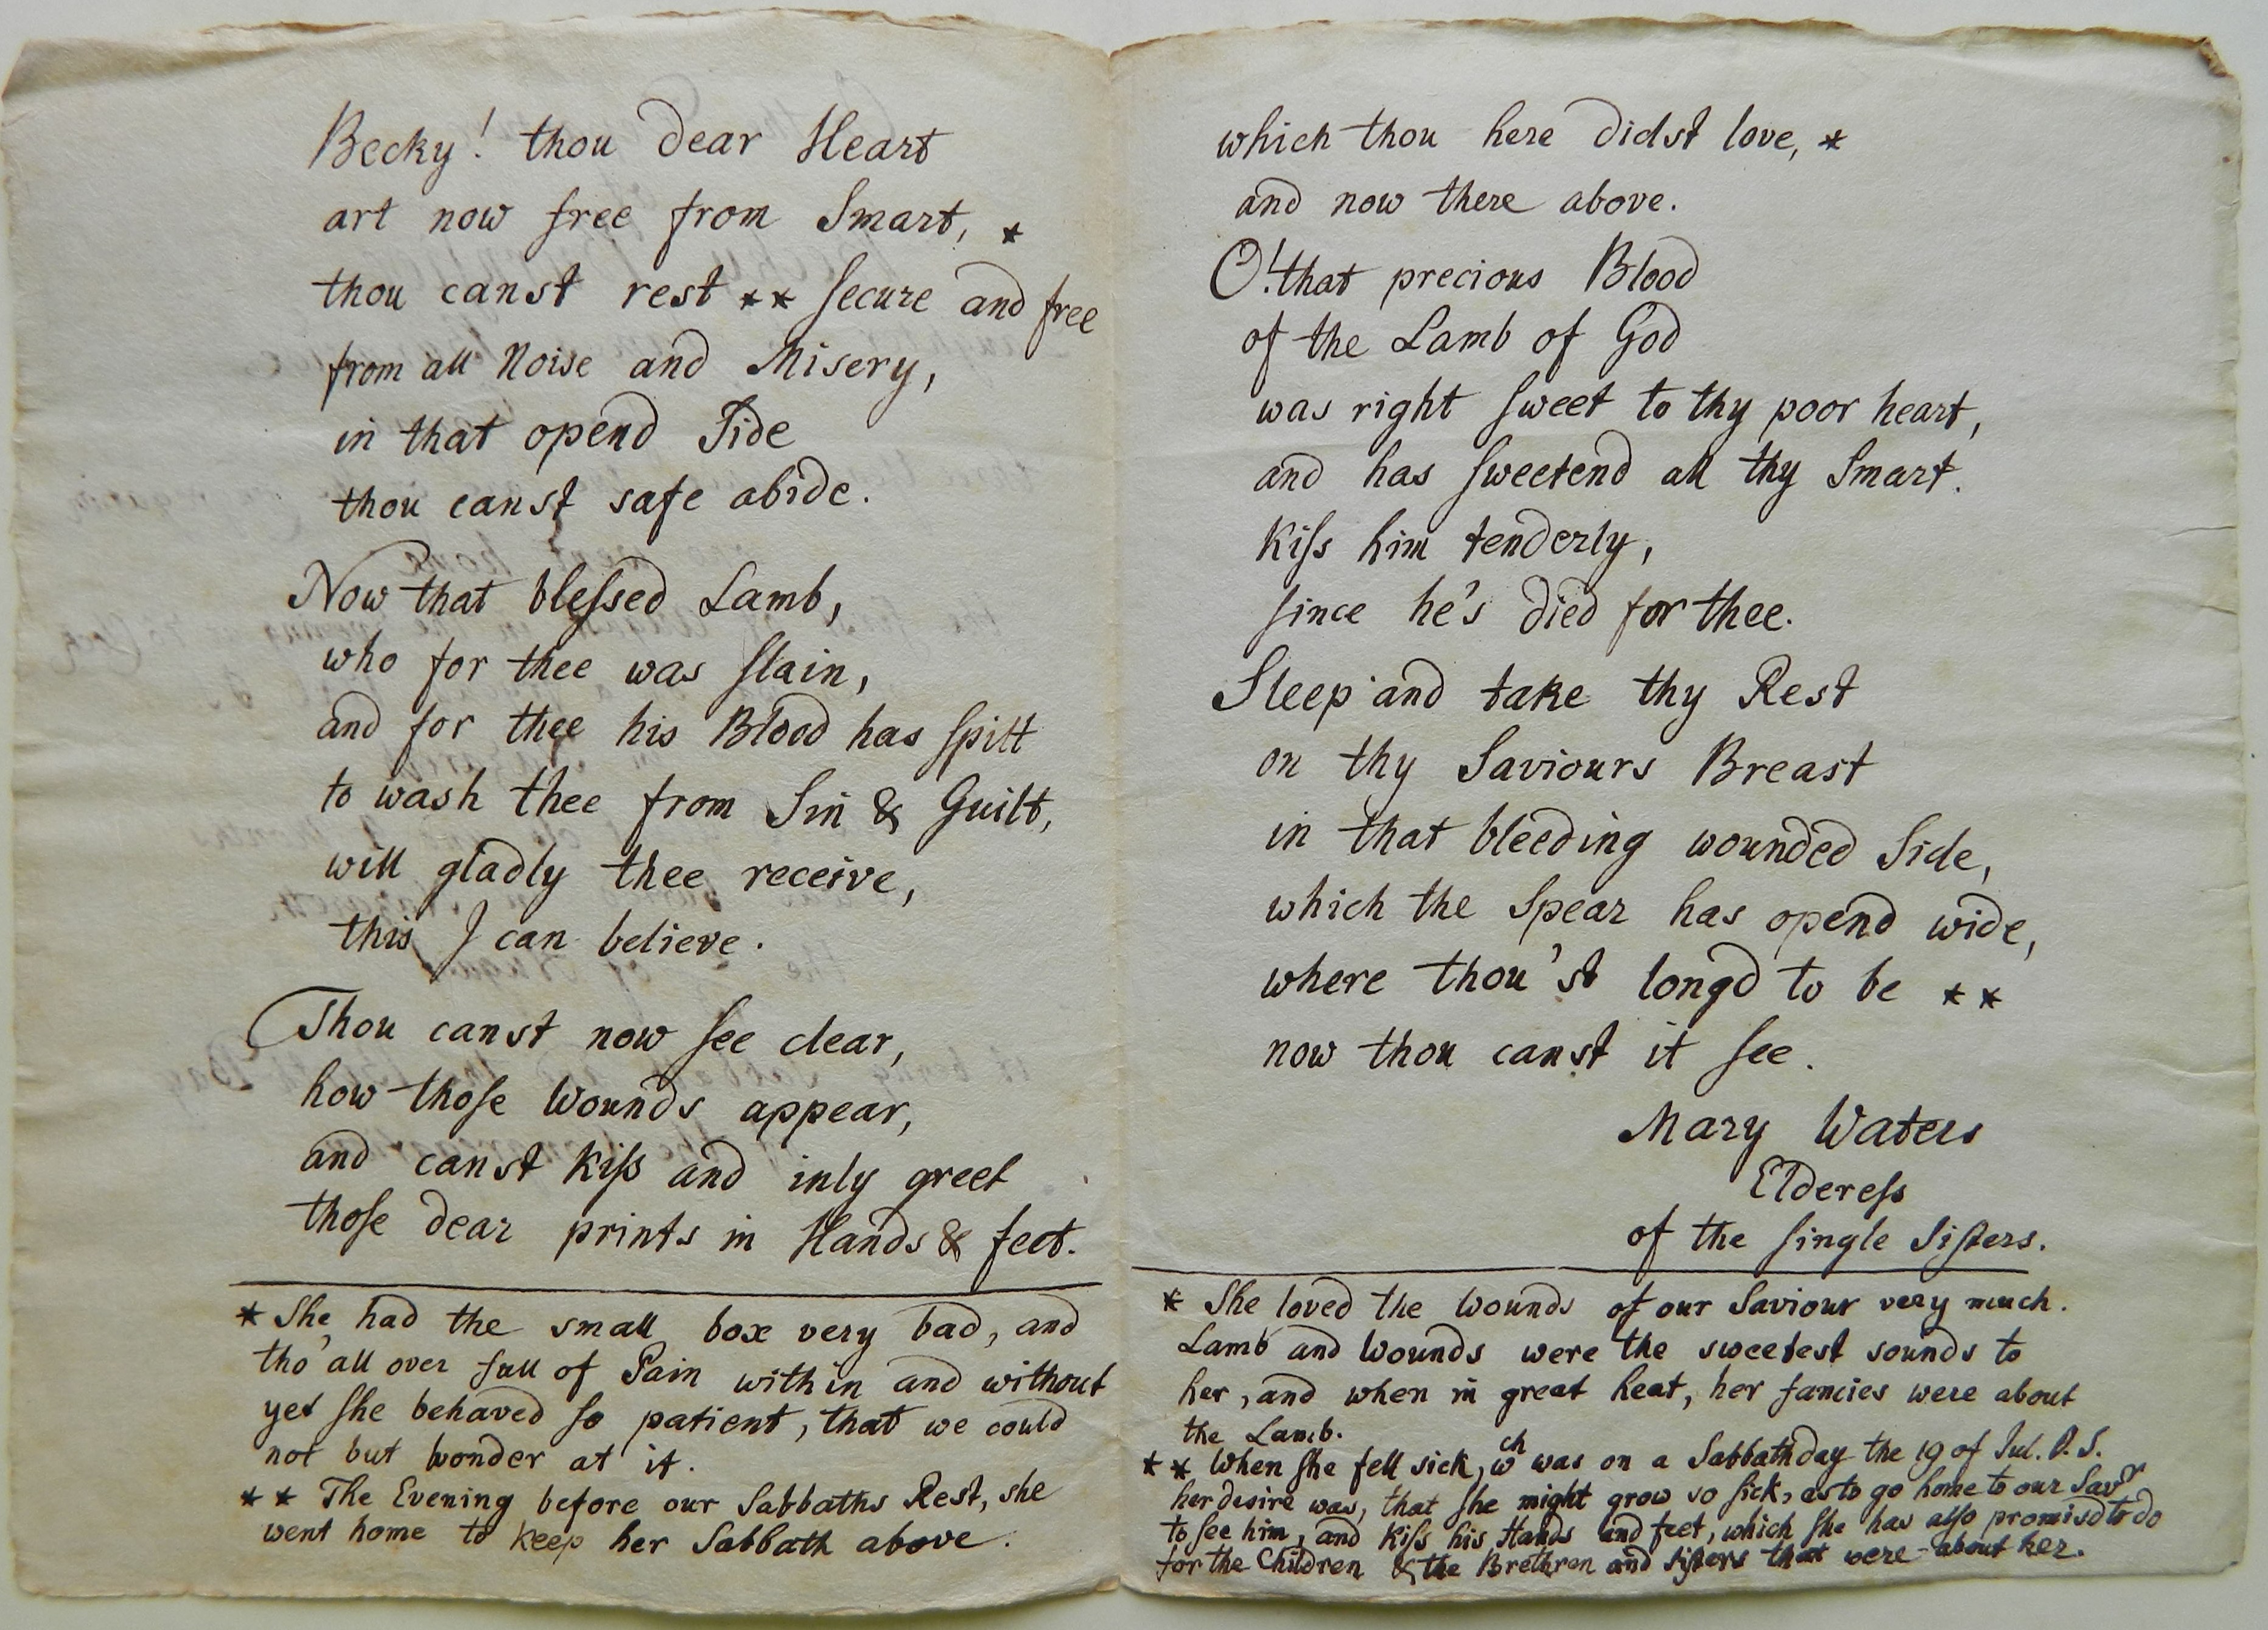 Becky! thou dear Heart
art now free from Smart, *
thou canst rest ** secure and free
from all Noise and Misery,
in that opend Side
thou canst safe abide.
Now that blessed Lamb,
who for thee was slain,
and for thee his Blood has spilt
to wash thee from Sin & Guilt,
will gladly thee receive,
this I can believe.
Thou canst now see clear,
how those Wounds appear,
and canst kiss and inly greet
those dear prints in Hands & feet.
* She had the small box very bad, and
tho' all over full of Pain within and without
yet she behaved so patient, that we could
not but wonder at it.
** The Evening before our Sabbaths Rest, she
went home to keep her Sabbath above.
which thou here didst love, *
and now there above.
O! that precious Blood
of the Lamb of God
was right sweet to thy poor heart,
and has sweetend all thy Smart.
Kiss him tenderly,
since he's died for thee.
Sleep and take thy Rest
on thy Saviours Breast
in that bleeding wounded Side,
which the Spear has opend wide,
where thou'st longd to be **
now thou canst it see.
Mary Waters
Elderess
of the single Sisters.
* She loved the Wounds of our Saviour very much.
Lamb and Wounds were the sweetest sounds to
her, and when in great heat, her fancies were about
the Lamb.
** When she fell sick, wch was on a Sabbathday the 19 of Jul. O.S.
her desire was, that she might grow so sick, as to go home to our Savr
to see him, and kiss his Hands and feet, which she has also promisd to do
for the Children & the Brethren and Sisters that were about her.